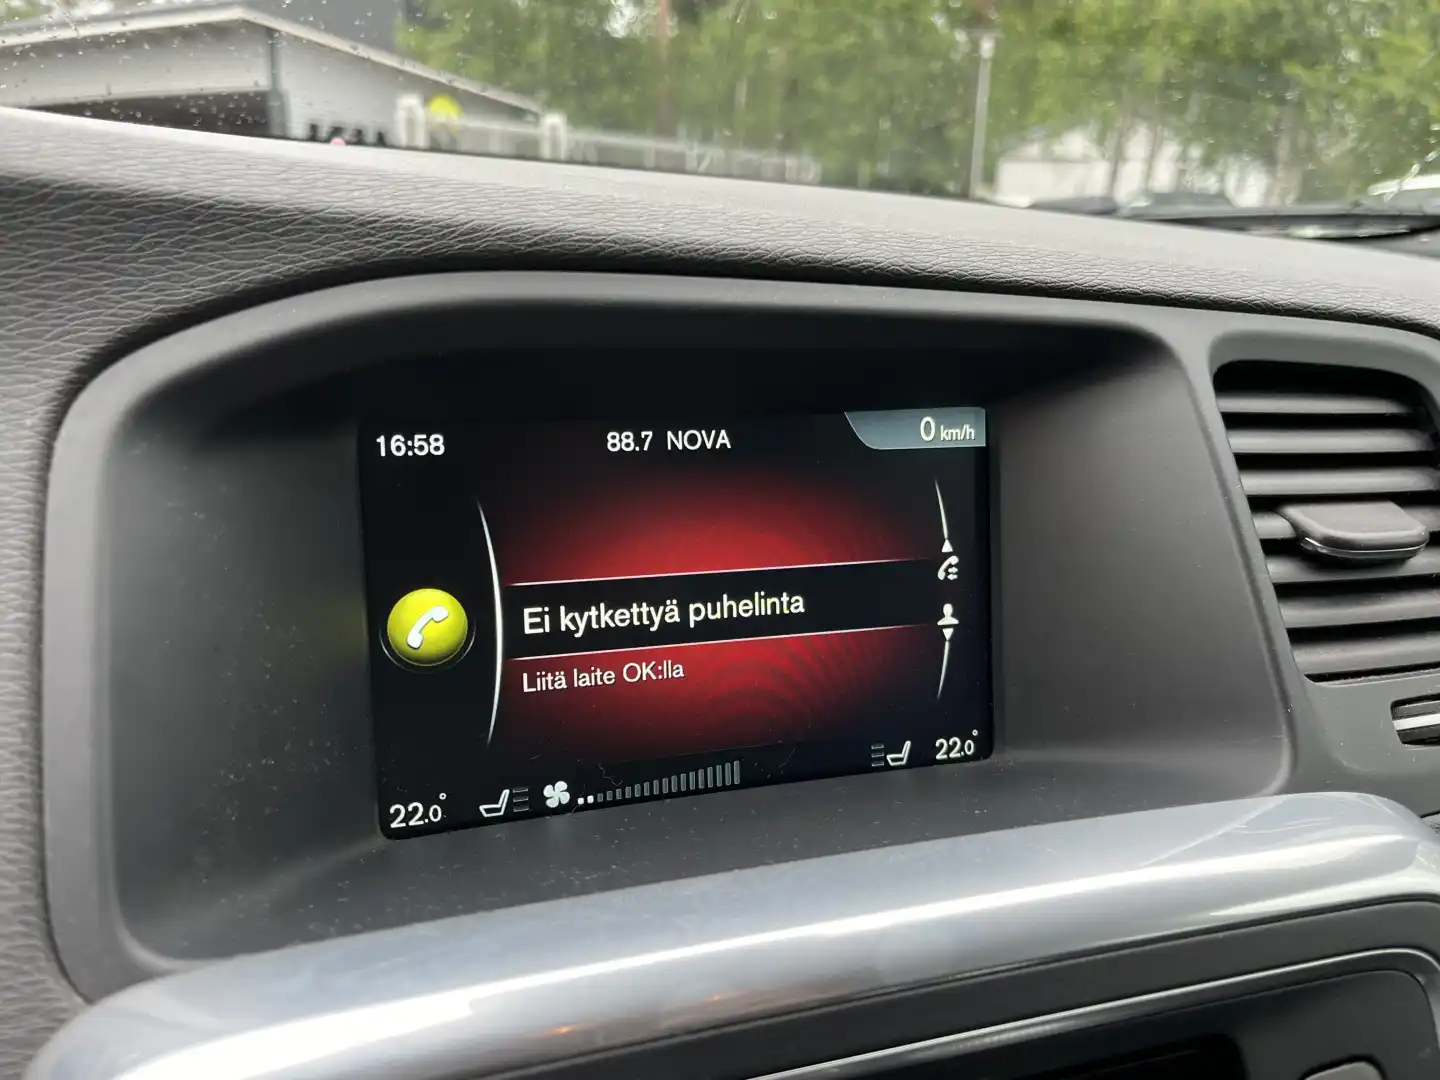 16:58
88.7 NOVA
0 km/h
Ei kytkettyä puhelinta
Liitä laite OK:lla
22.0°
22.0°